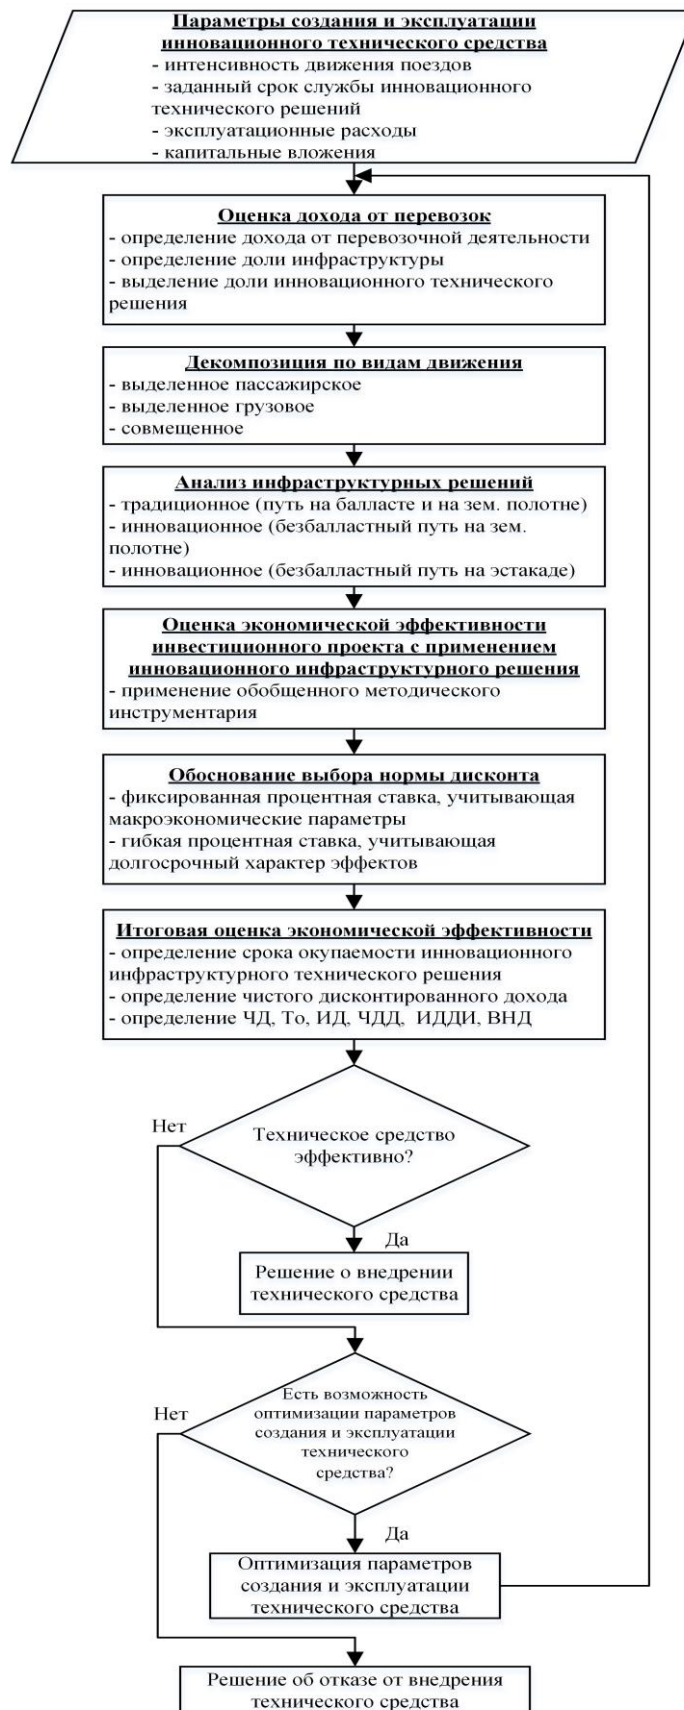 Параметры создания и эксплуатации
инновационного технического средства
- интенсивность движения поездов
- заданный срок службы инновационного
технического решений
- эксплуатационные расходы
- капитальные вложения
Оценка дохода от перевозок
- определение дохода от перевозочной деятельности
- определение доли инфраструктуры
- выделение доли инновационного технического
решения
Декомпозиция по видам движения
- выделенное пассажирское
- выделенное грузовое
- совмещенное
Анализ инфраструктурных решений
- традиционное (путь на балласте и на зем. полотне)
- инновационное (безбалластный путь на зем.
полотне)
- инновационное (безбалластный путь на эстакаде)
Оценка экономической эффективности
инвестиционного проекта с применением
инновационного инфраструктурного решения
- применение обобщенного методического
инструментария
Обоснование выбора нормы дисконта
- фиксированная процентная ставка, учитывающая
макроэкономические параметры
- гибкая процентная ставка, учитывающая
долгосрочный характер эффектов
Итоговая оценка экономической эффективности
- определение срока окупаемости инновационного
инфраструктурного технического решения
- определение чистого дисконтированного дохода
- определение ЧД, То, ИД, ЧДД, ИДДИ, ВНД
Нет
Техническое средство
эффективно?
Да
Решение о внедрении
технического средства
Нет
Есть возможность
оптимизации параметров
создания и эксплуатации
технического
средства?
Да
Оптимизация параметров
создания и эксплуатации
технического средства
Решение об отказе от внедрения
технического средства